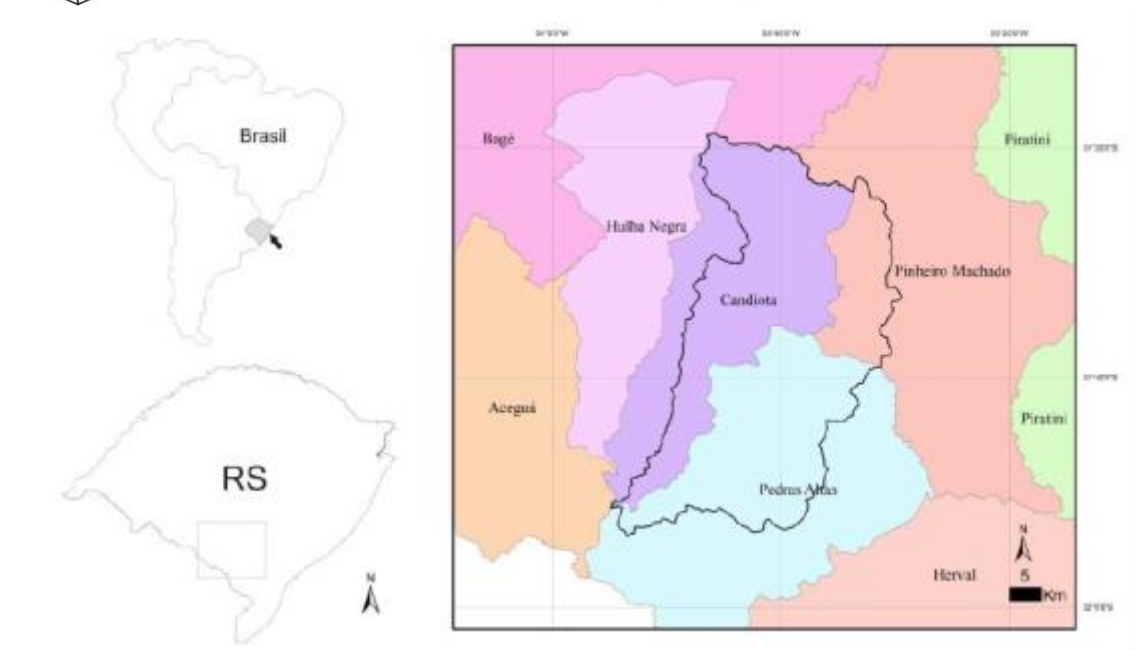 Brasil
RS
N
Bagé
Hulha Negra
Candiota
Aceguá
Pinheiro Machado
Piratini
Piratini
Pedras Altas
Herval
N
5
Km